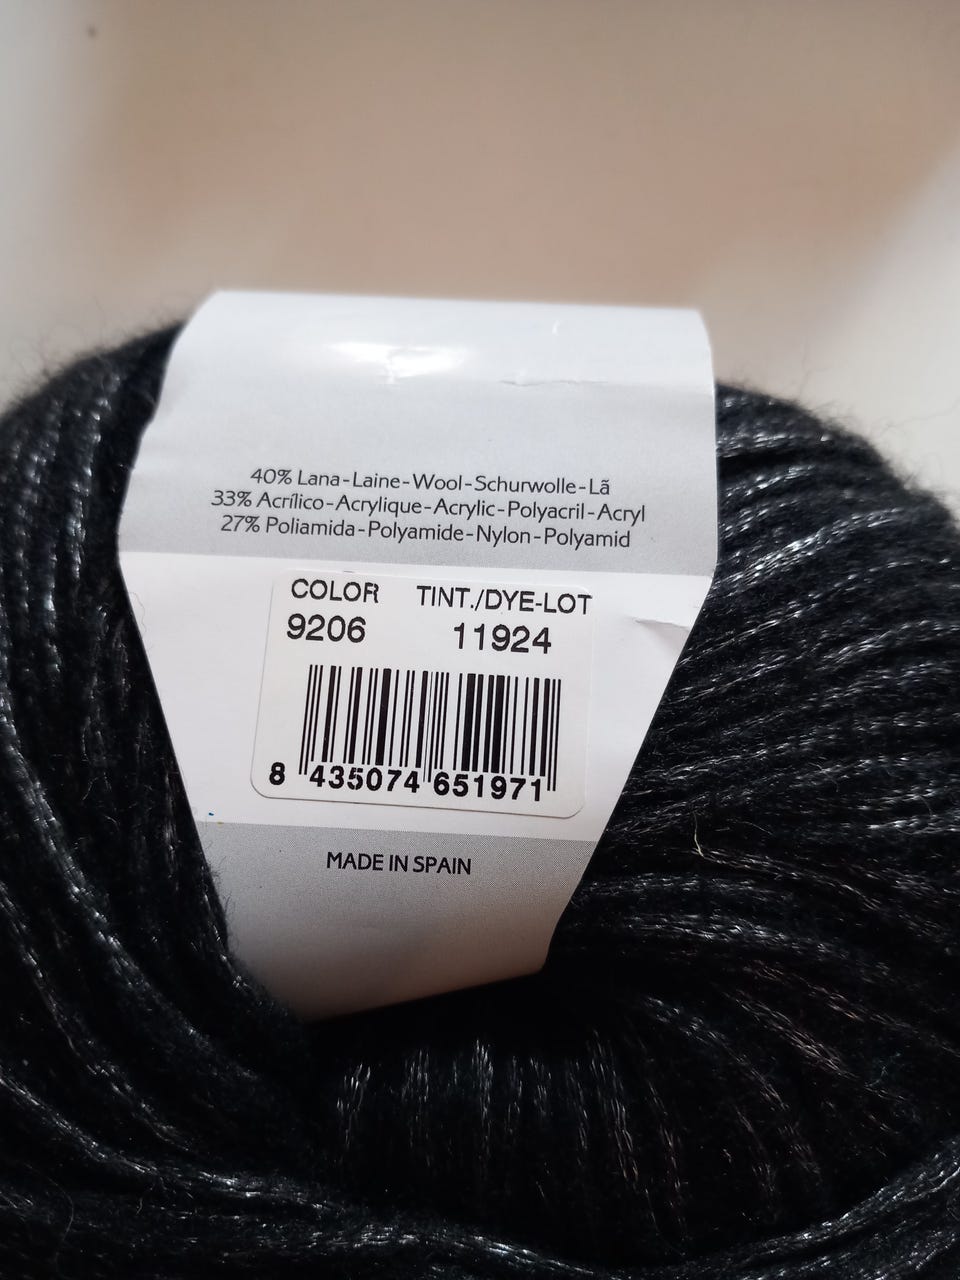 40% Lana-Laine-Wool-Schurwolle-Lã
33% Acrílico-Acrylique-Acrylic-Polyacril-Acryl
27% Poliamida-Polyamide-Nylon-Polyamid
COLOR TINT./DYE-LOT
9206 11924
8 435074 651971
MADE IN SPAIN